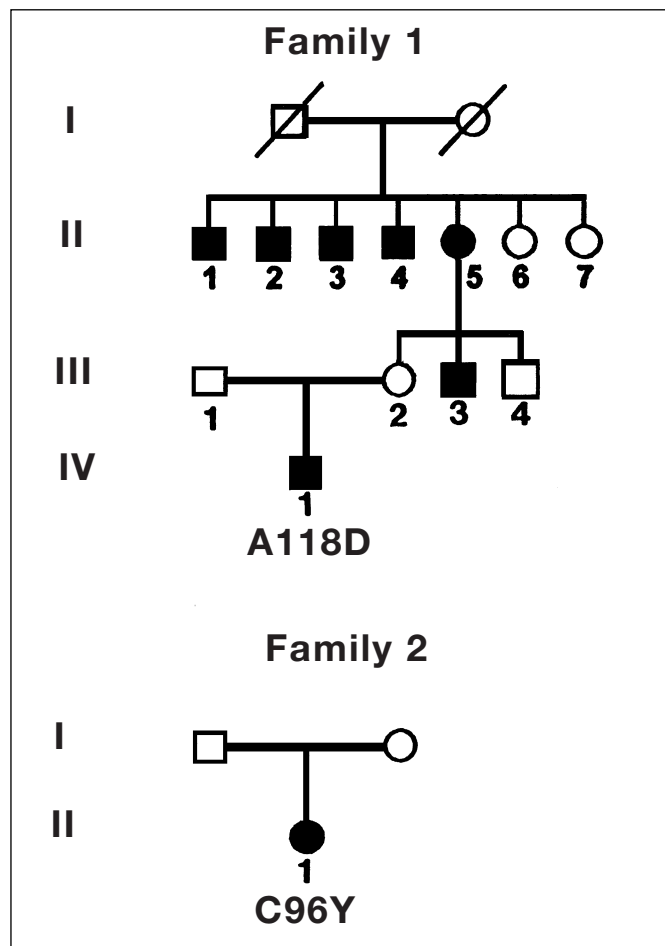 Family 1
I
II
1 2 3 4 5 6 7
III
1 2 3 4
IV
1
A118D
Family 2
I
II
1
C96Y